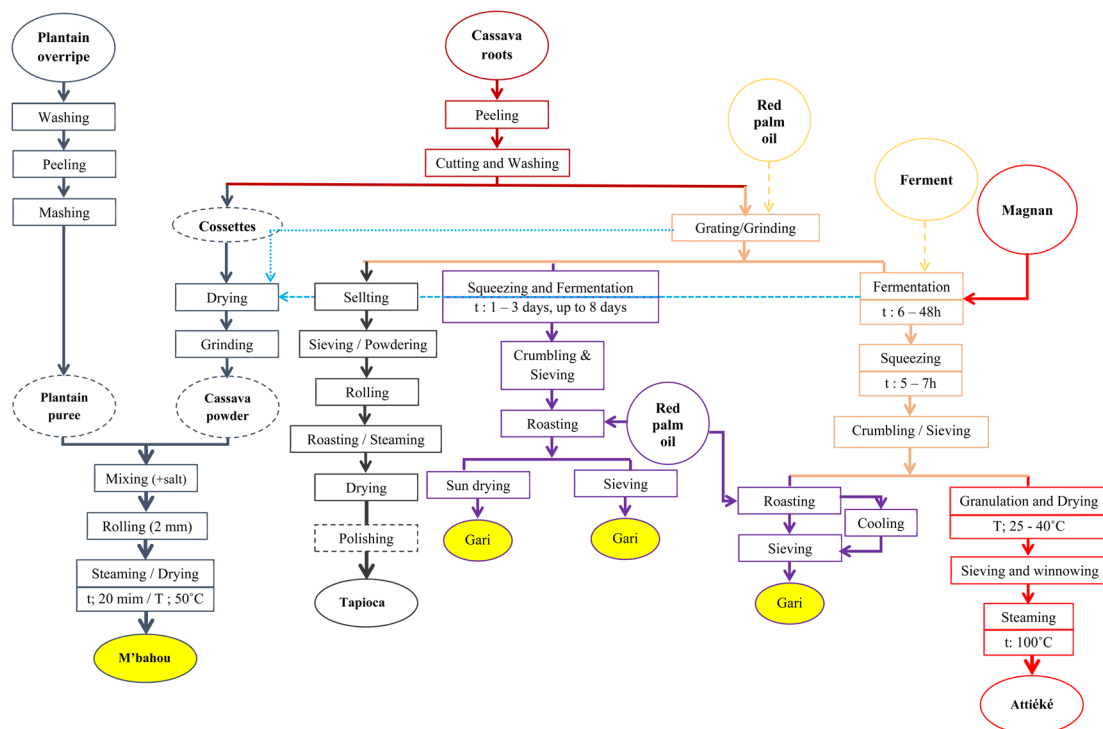 Plantain
overripe
Washing
Peeling
Mashing
Plantain
puree
Cassava
roots
Peeling
Cutting and Washing
Cossettes
Drying
Grinding
Cassava
powder
Mixing (+salt)
Rolling (2 mm)
Steaming / Drying
t; 20 mim / T ; 50˚C
M’bahou
Red
palm
oil
Grating/Grinding
Sellting
Sieving / Powdering
Rolling
Roasting / Steaming
Drying
Polishing
Tapioca
Squeezing and Fermentation
t : 1 – 3 days, up to 8 days
Crumbling &
Sieving
Roasting
Red
palm
oil
Sun drying
Gari
Sieving
Gari
Ferment
Magnan
Fermentation
t : 6 – 48h
Squeezing
t : 5 – 7h
Crumbling / Sieving
Roasting
Cooling
Sieving
Gari
Granulation and Drying
T; 25 - 40˚C
Sieving and winnowing
Steaming
t: 100˚C
Attiéké